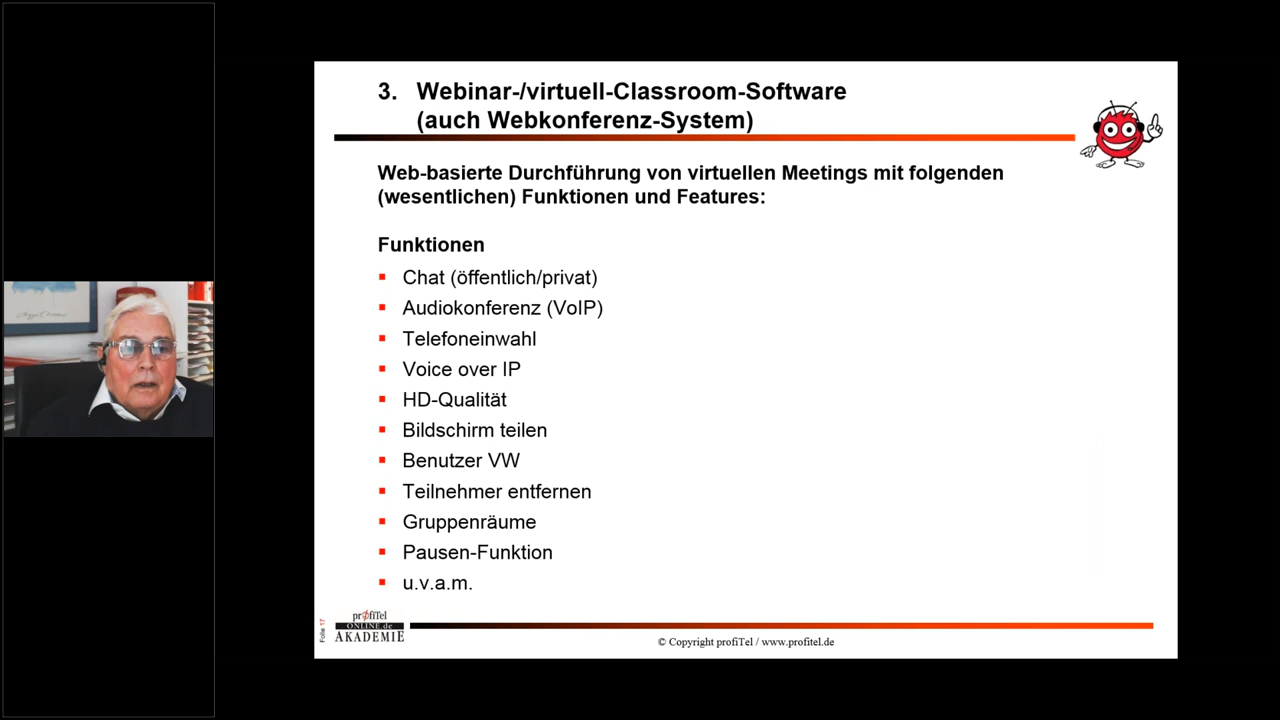 3. Webinar-/virtuell-Classroom-Software
(auch Webkonferenz-System)
Web-basierte Durchführung von virtuellen Meetings mit folgenden
(wesentlichen) Funktionen und Features:
Funktionen
Chat (öffentlich/privat)
Audiokonferenz (VoIP)
Telefoneinwahl
Voice over IP
HD-Qualität
Bildschirm teilen
Benutzer VW
Teilnehmer entfernen
Gruppenräume
Pausen-Funktion
u.v.a.m.
Folie 17
profiTel
ONLINE.de
AKADEMIE
© Copyright profiTel / www.profitel.de